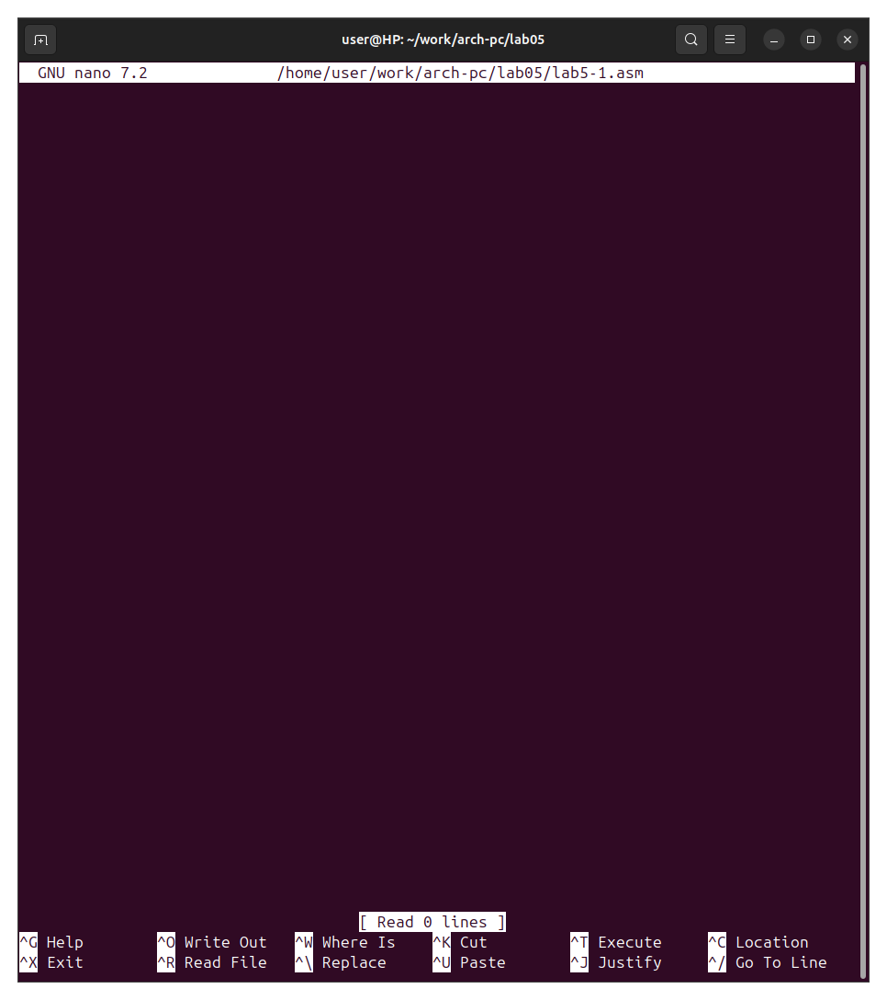 user@HP: ~/work/arch-pc/lab05
GNU nano 7.2 /home/user/work/arch-pc/lab05/lab5-1.asm
[ Read 0 lines ]
^G Help ^O Write Out ^W Where Is ^K Cut ^T Execute ^C Location
^X Exit ^R Read File ^\ Replace ^U Paste ^J Justify ^/ Go To Line